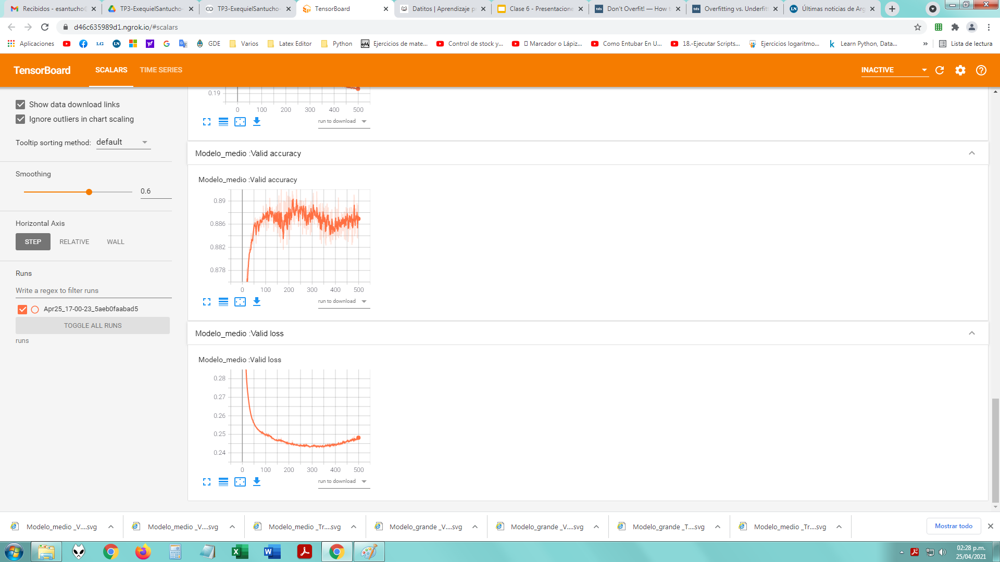 Recibidos - esantucho@
TP3-ExequielSantucho-
TP3-ExequielSantucho-
TensorBoard
Datitos | Aprendizaje p
Clase 6 - Presentacione
Don't Overfit! — How t
Overfitting vs. Underfitt
Últimas noticias de Arg
d46c635989d1.ngrok.io/#scalars
Aplicaciones
LG
LN
GDE
Varios
Latex Editor
Python
Ejercicios de mate...
Control de stock y...
Marcador o Lápiz...
Como Entubar En U...
18.-Ejecutar Scripts...
Ejercicios logaritmo...
Learn Python, Data...
»
Lista de lectura
TensorBoard
SCALARS
TIME SERIES
INACTIVE
Show data download links
Ignore outliers in chart scaling
Tooltip sorting method: default
Smoothing
0.6
Horizontal Axis
STEP RELATIVE WALL
Runs
Write a regex to filter runs
Apr25_17-00-23_5aeb0faabad5
TOGGLE ALL RUNS
runs
0.19
0 100 200 300 400 500
run to download
Modelo_medio :Valid accuracy
Modelo_medio :Valid accuracy
0.89
0.886
0.882
0.878
0 100 200 300 400 500
run to download
Modelo_medio :Valid loss
Modelo_medio :Valid loss
0.28
0.27
0.26
0.25
0.24
0 100 200 300 400 500
run to download
Modelo_medio _V....svg
Modelo_medio _V....svg
Modelo_medio _Tr....svg
Modelo_grande _V....svg
Modelo_grande _V....svg
Modelo_grande _T....svg
Modelo_medio _Tr....svg
Mostrar todo
02:28 p.m.
25/04/2021